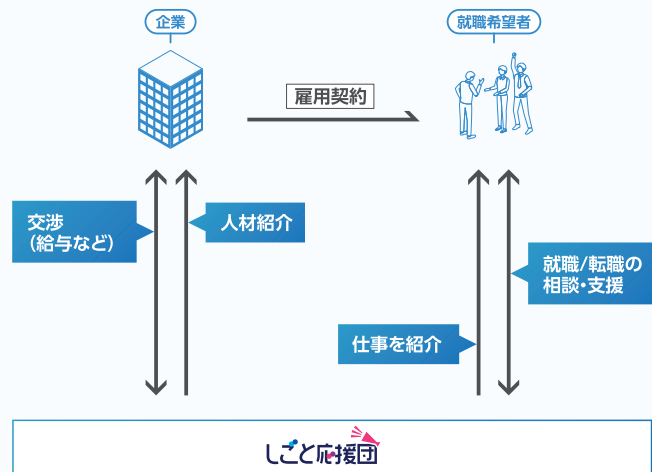 企業
就職希望者
雇用契約
交渉
（給与など）
人材紹介
就職/転職の
相談・支援
仕事を紹介
しごと応援団